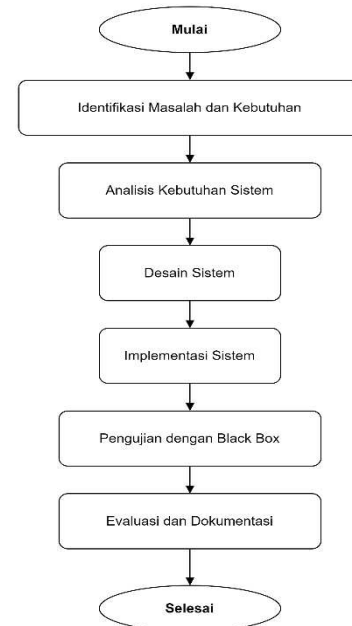 Mulai
Identifikasi Masalah dan Kebutuhan
Analisis Kebutuhan Sistem
Desain Sistem
Implementasi Sistem
Pengujian dengan Black Box
Evaluasi dan Dokumentasi
Selesai